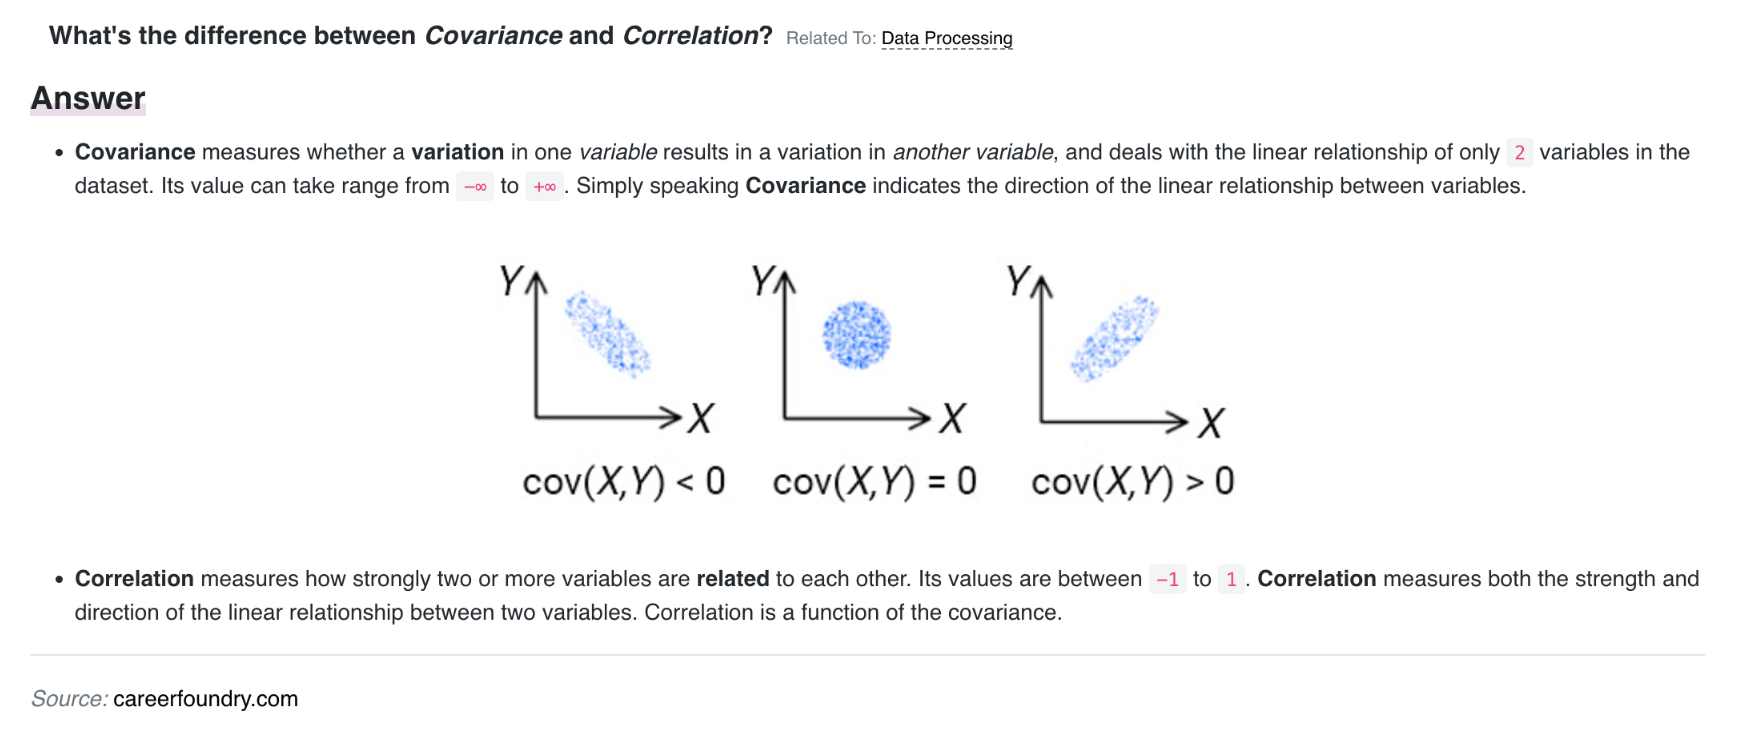 What's the difference between Covariance and Correlation? Related To: Data Processing
Answer
• Covariance measures whether a variation in one variable results in a variation in another variable, and deals with the linear relationship of only 2 variables in the
dataset. Its value can take range from −∞ to +∞ . Simply speaking Covariance indicates the direction of the linear relationship between variables.
Y Y Y
X X X
cov(X,Y) < 0 cov(X,Y) = 0 cov(X,Y) > 0
• Correlation measures how strongly two or more variables are related to each other. Its values are between −1 to 1 . Correlation measures both the strength and
direction of the linear relationship between two variables. Correlation is a function of the covariance.
Source: careerfoundry.com